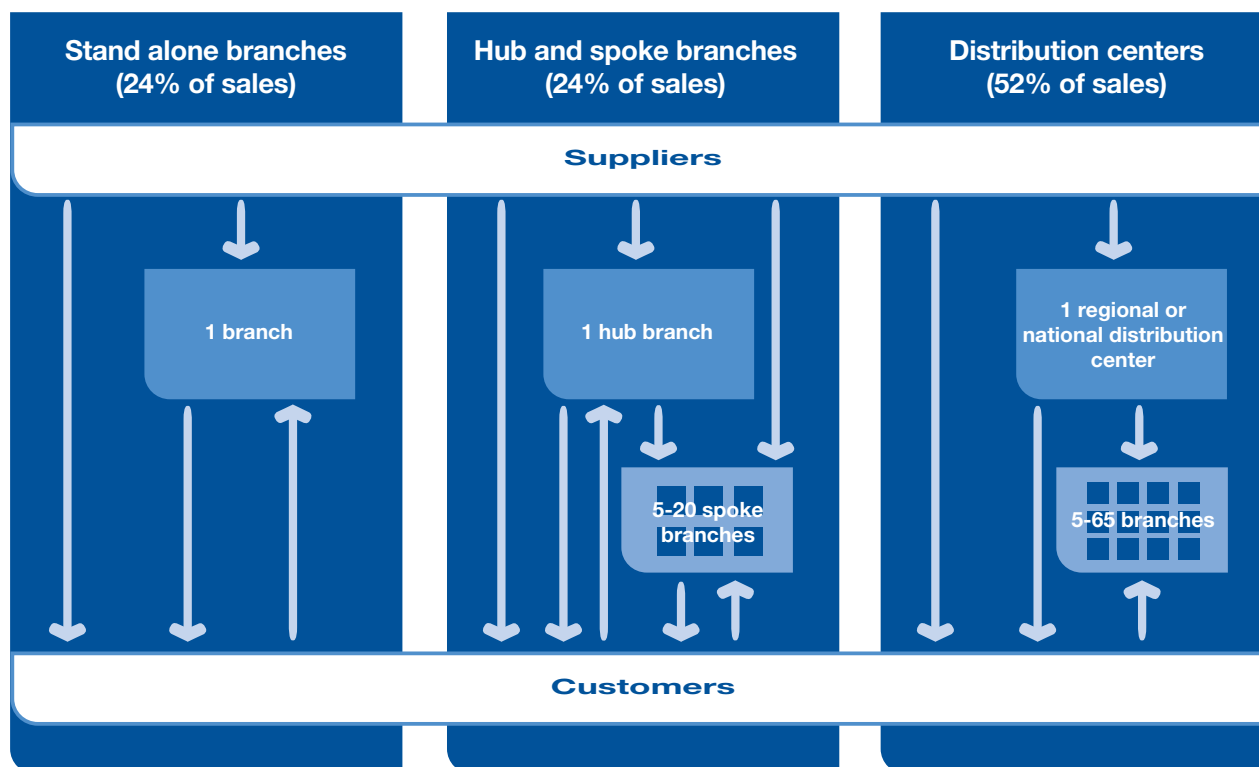 Stand alone branches
(24% of sales)
Hub and spoke branches
(24% of sales)
Distribution centers
(52% of sales)
Suppliers
1 branch
1 hub branch
1 regional or
national distribution
center
5-20 spoke
branches
5-65 branches
Customers